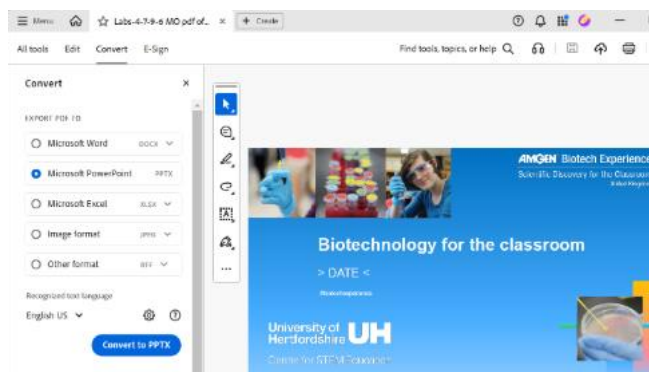 Menu
Labs-4-7-9-6 MO pdf of...
+ Create
All tools
Edit
Convert
E-Sign
Find tools, topics, or help
Convert
EXPORT PDF TO
Microsoft Word
DOCX
Microsoft PowerPoint
PPTX
Microsoft Excel
XLSX
Image format
JPEG
Other format
Recognized text language
English US
Convert to PPTX
AMGEN Biotech Experience
Scientific Discovery for the Classroom
Biotechnology for the classroom
> DATE <
University of
Hertfordshire UH
Centre for STEM Education